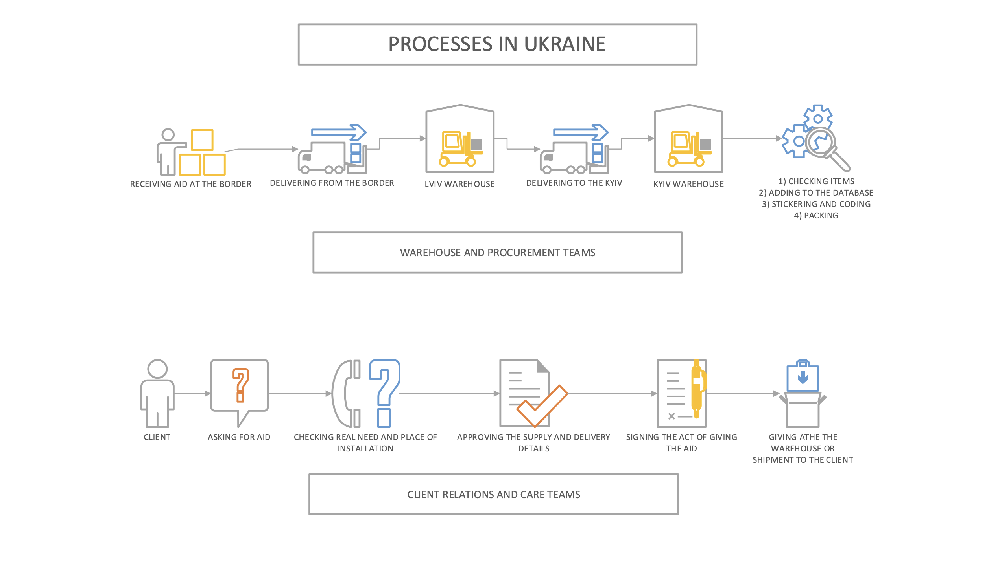 PROCESSES IN UKRAINE
RECEIVING AID AT THE BORDER
DELIVERING FROM THE BORDER
LVIV WAREHOUSE
DELIVERING TO THE KYIV
KYIV WAREHOUSE
1) CHECKING ITEMS
2) ADDING TO THE DATABASE
3) STICKERING AND CODING
4) PACKING
WAREHOUSE AND PROCUREMENT TEAMS
CLIENT
ASKING FOR AID
CHECKING REAL NEED AND PLACE OF
INSTALLATION
APPROVING THE SUPPLY AND DELIVERY
DETAILS
SIGNING THE ACT OF GIVING
THE AID
GIVING ATHE THE
WAREHOUSE OR
SHIPMENT TO THE CLIENT
CLIENT RELATIONS AND CARE TEAMS